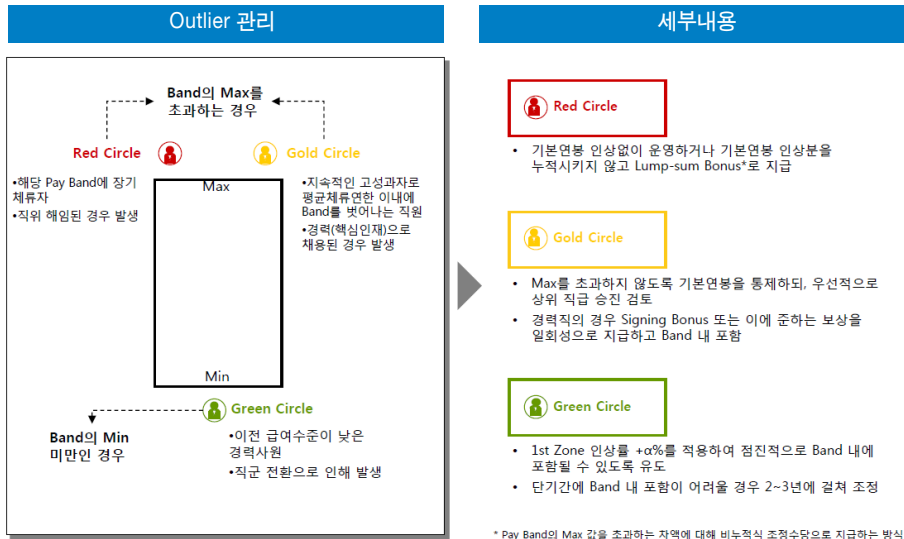 Outlier 관리
Band의 Max를
초과하는 경우
Red Circle
Gold Circle
•해당 Pay Band에 장기
체류자
•직위 해임된 경우 발생
Max
•지속적인 고성과자로
평균체류연한 이내에
Band를 벗어나는 직원
•경력(핵심인재)으로
채용된 경우 발생
Min
Green Circle
Band의 Min
미만인 경우
•이전 급여수준이 낮은
경력사원
•직군 전환으로 인해 발생
세부내용
Red Circle
• 기본연봉 인상없이 운영하거나 기본연봉 인상분을
누적시키지 않고 Lump-sum Bonus*로 지급
Gold Circle
• Max를 초과하지 않도록 기본연봉을 통제하되, 우선적으로
상위 직급 승진 검토
• 경력직의 경우 Signing Bonus 또는 이에 준하는 보상을
일회성으로 지급하고 Band 내 포함
Green Circle
• 1st Zone 인상률 +α%를 적용하여 점진적으로 Band 내에
포함될 수 있도록 유도
• 단기간에 Band 내 포함이 어려울 경우 2~3년에 걸쳐 조정
* Pay Band의 Max 값을 초과하는 차액에 대해 비누적식 조정수당으로 지급하는 방식